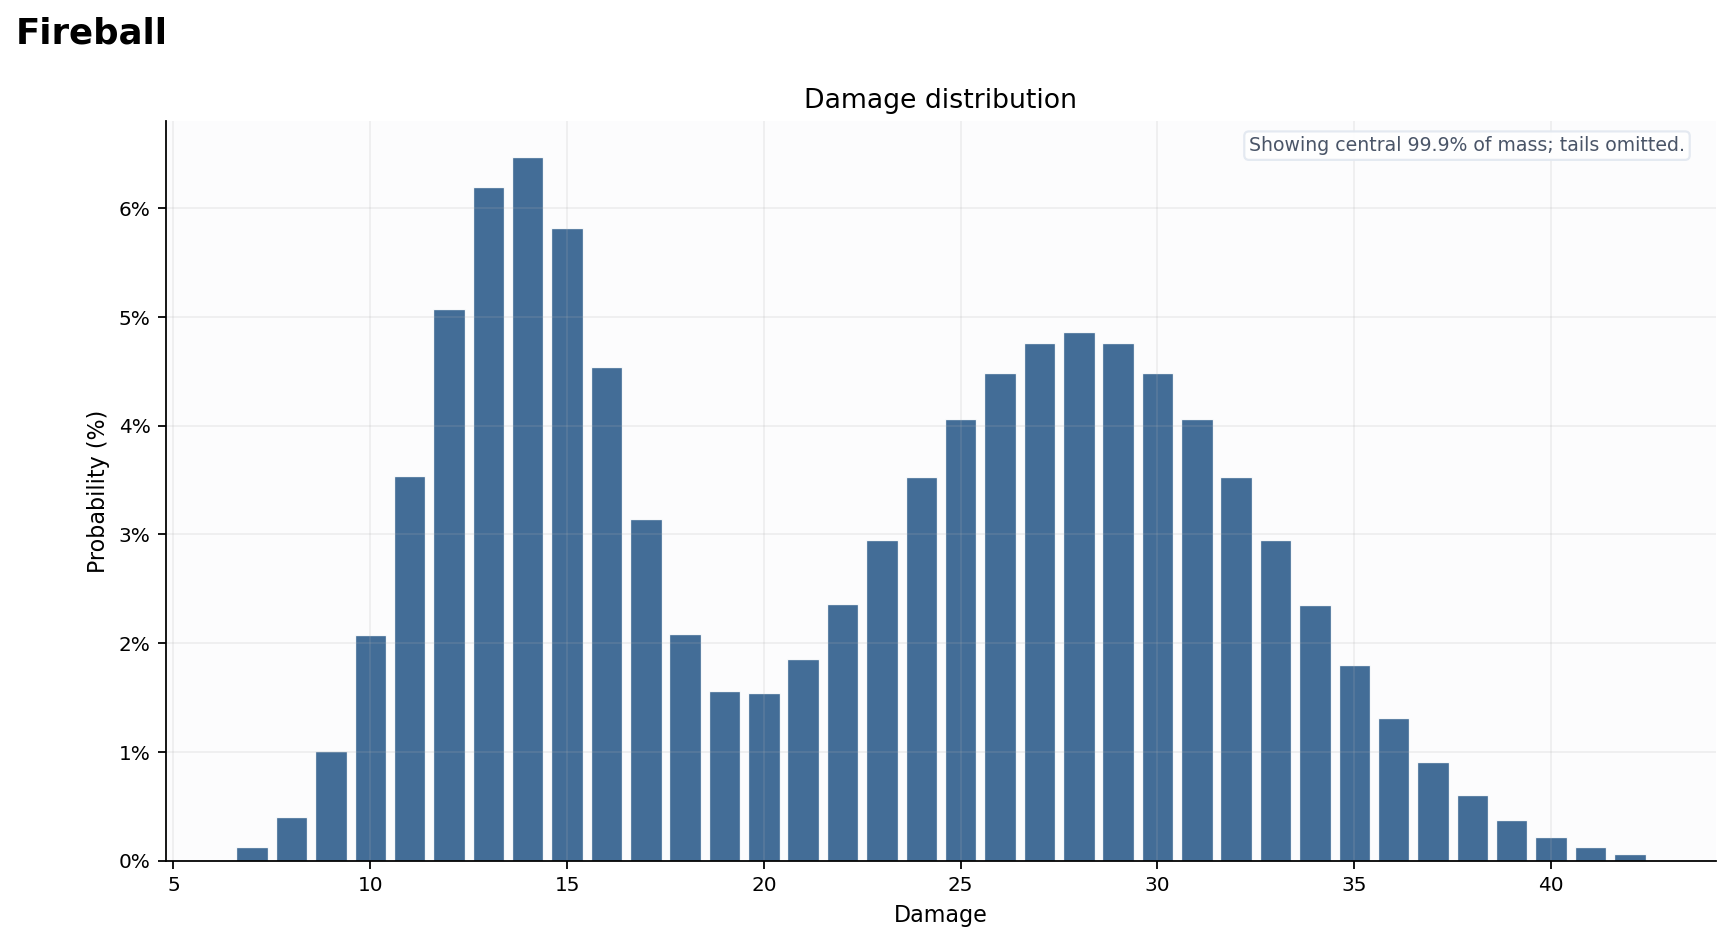 Fireball
Damage distribution
Showing central 99.9% of mass; tails omitted.
Probability (%)
6%
5%
4%
3%
2%
1%
0%
5 10 15 20 25 30 35 40
Damage